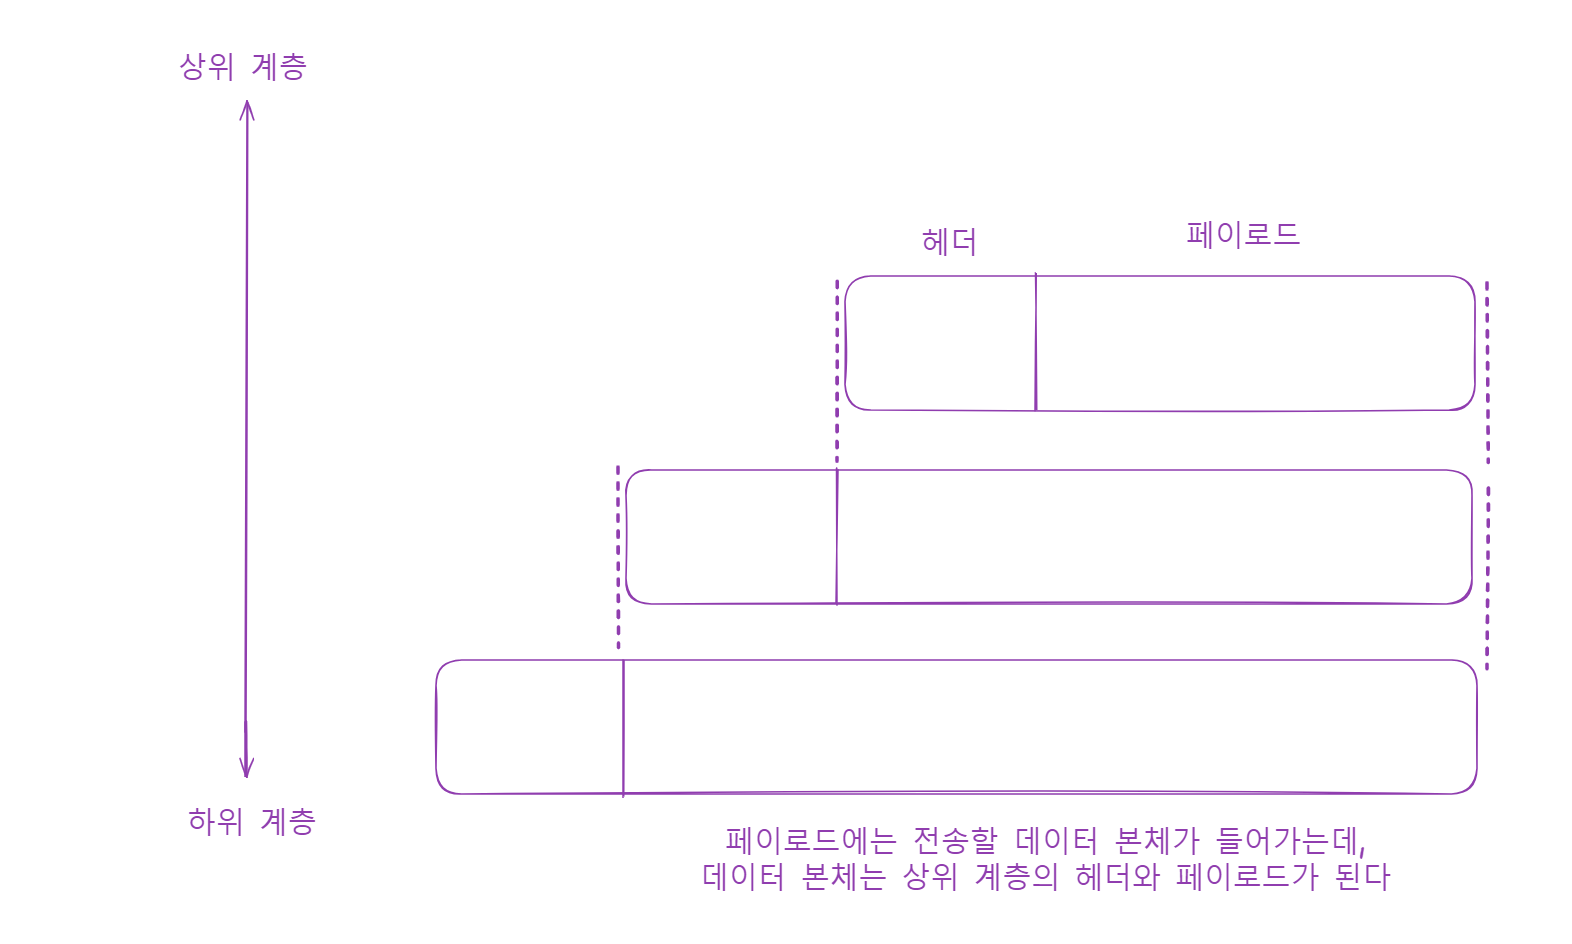 상위 계층
헤더
페이로드
하위 계층
페이로드에는 전송할 데이터 본체가 들어가는데,
데이터 본체는 상위 계층의 헤더와 페이로드가 된다